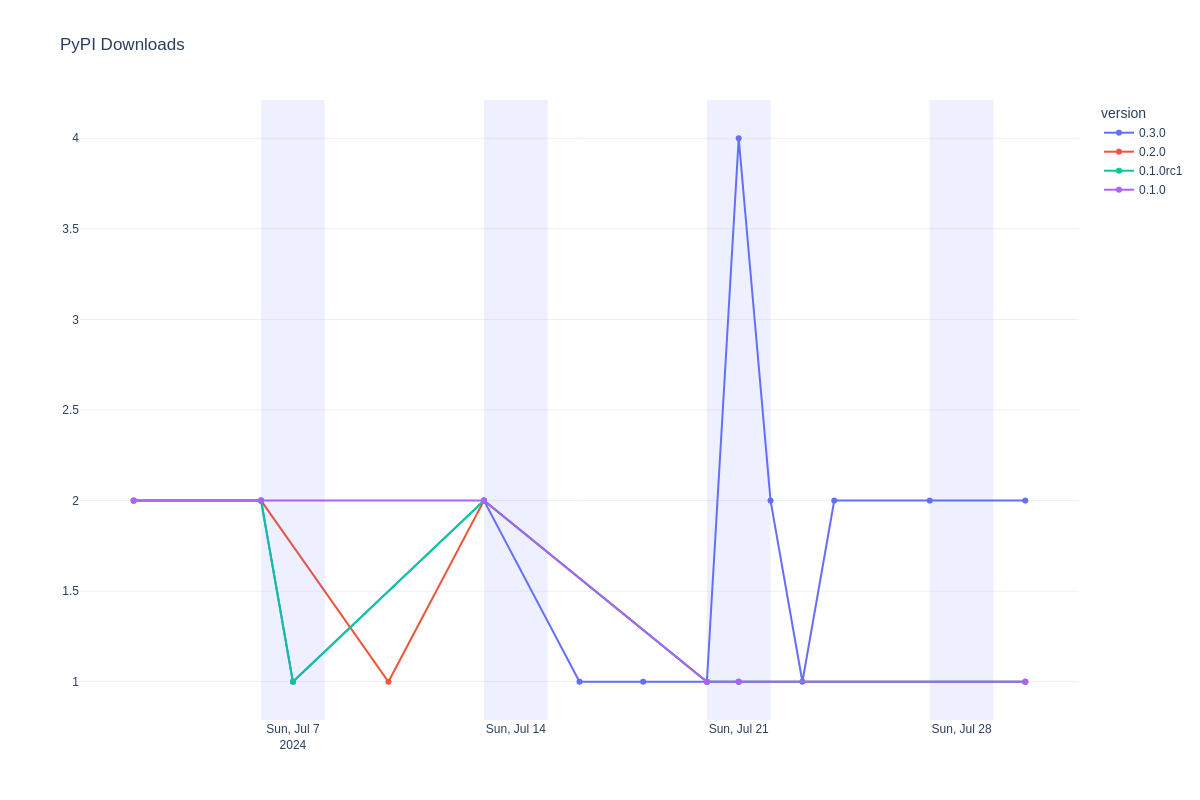 PyPI Downloads
version
0.3.0
0.2.0
0.1.0rc1
0.1.0
4
3.5
3
2.5
2
1.5
1
Sun, Jul 7
2024
Sun, Jul 14
Sun, Jul 21
Sun, Jul 28